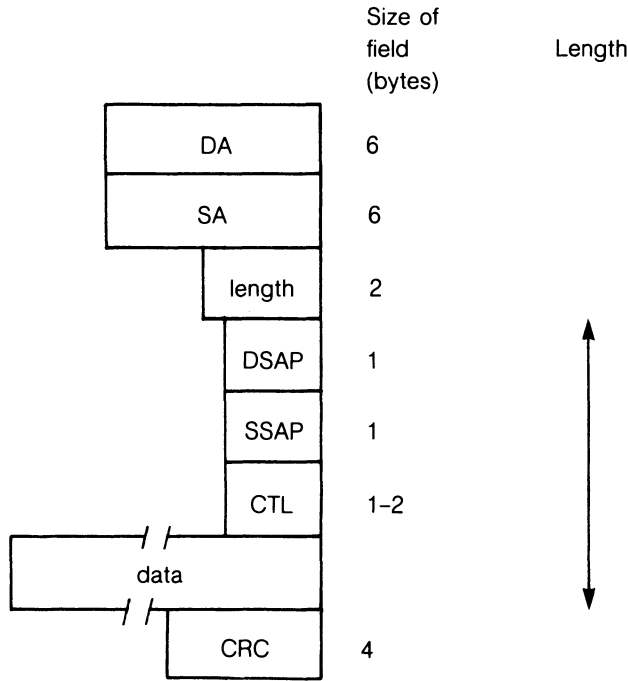 Size of
field
(bytes)
Length
DA 6
SA 6
length 2
DSAP 1
SSAP 1
CTL 1–2
data
CRC 4